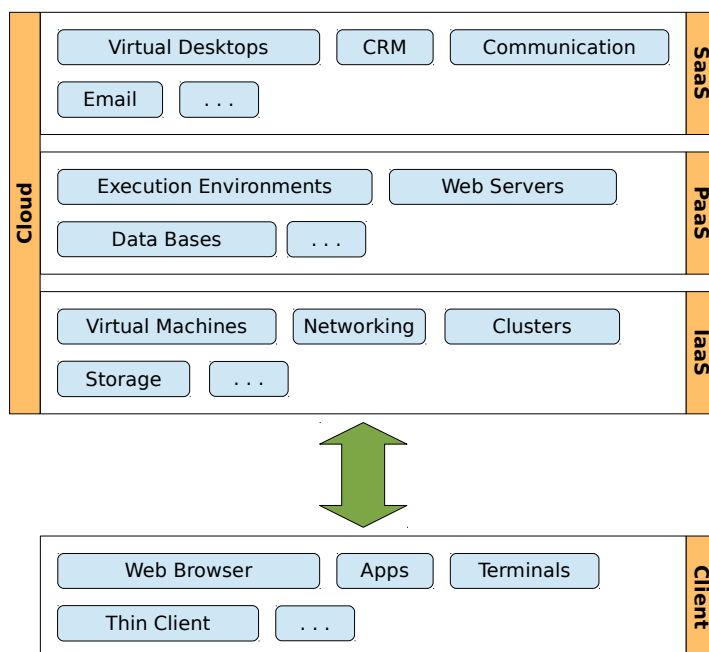 Cloud
Virtual Desktops CRM Communication
Email . . .
SaaS
Execution Environments Web Servers
Data Bases . . .
PaaS
Virtual Machines Networking Clusters
Storage . . .
IaaS
Web Browser Apps Terminals
Thin Client . . .
Client